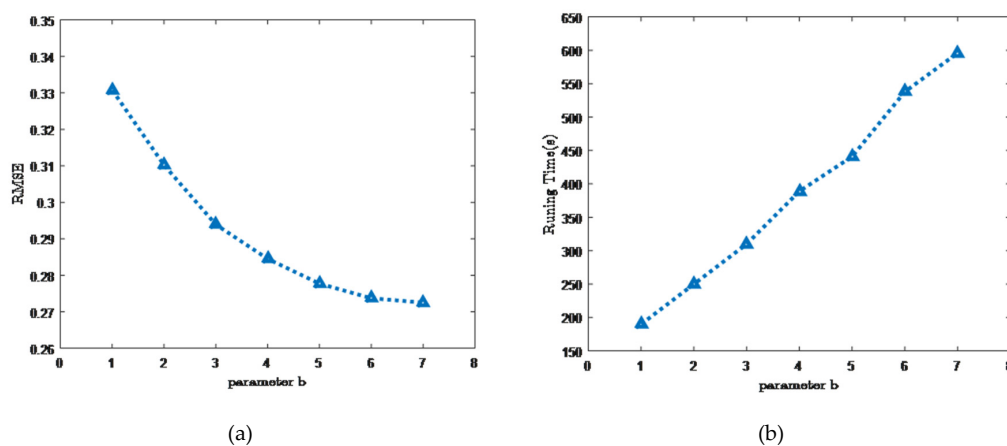 0.35
0.34
0.33
0.32
0.31
0.3
0.29
0.28
0.27
0.26
RMSE
0 1 2 3 4 5 6 7 8
parameter b
(a)
650
600
550
500
450
400
350
300
250
200
150
Runing Time(s)
0 1 2 3 4 5 6 7 8
parameter b
(b)